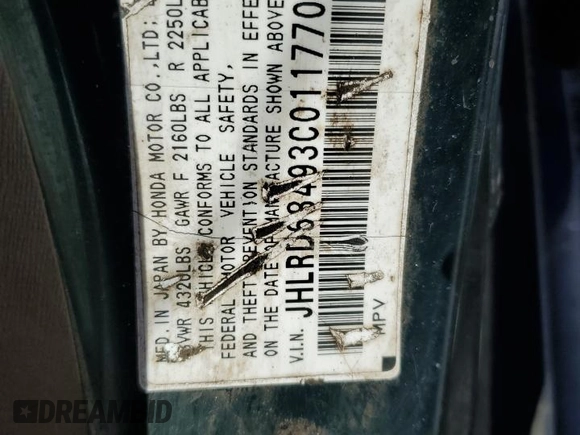 MFD.IN JAPAN BY HONDA MOTOR CO.,LTD:
GVWR 4320LBS GAWR F 2160LBS R 2250L
THIS VEHICLE CONFORMS TO ALL APPLICAB
FEDERAL MOTOR VEHICLE SAFETY,
AND THEFT PREVENTION STANDARDS IN EFFE
ON THE DATE OF MANUFACTURE SHOWN ABOVE
V.I.N. JHLRD68493C011770
MPV
DREAMBID